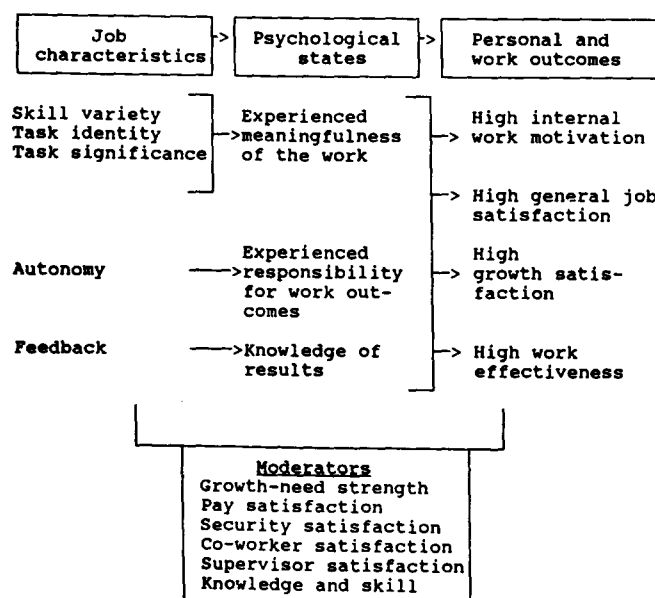 Job characteristics
-> Psychological states
-> Personal and work outcomes
Skill variety
Task identity
Task significance
->Experienced meaningfulness of the work
-> High internal work motivation
-> High general job satisfaction
Autonomy
->Experienced responsibility for work out-
comes
-> High growth satis-
faction
Feedback
->Knowledge of results
-> High work effectiveness
Moderators
Growth-need strength
Pay satisfaction
Security satisfaction
Co-worker satisfaction
Supervisor satisfaction
Knowledge and skill